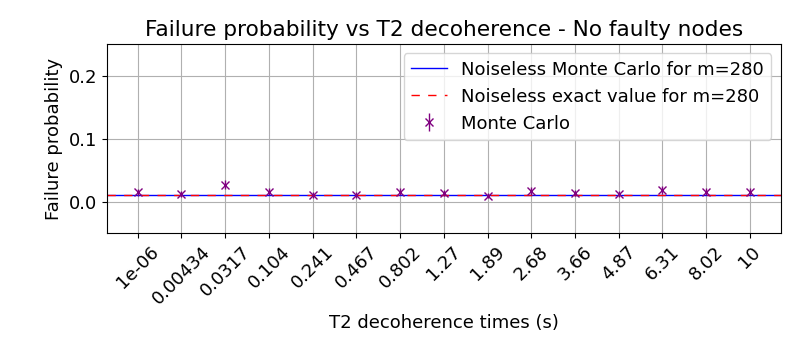 Failure probability vs T2 decoherence - No faulty nodes
Failure probability
0.2
0.1
0.0
Noiseless Monte Carlo for m=280
Noiseless exact value for m=280
Monte Carlo
1e-06
0.00434
0.0317
0.104
0.241
0.467
0.802
1.27
1.89
2.68
3.66
4.87
6.31
8.02
10
T2 decoherence times (s)